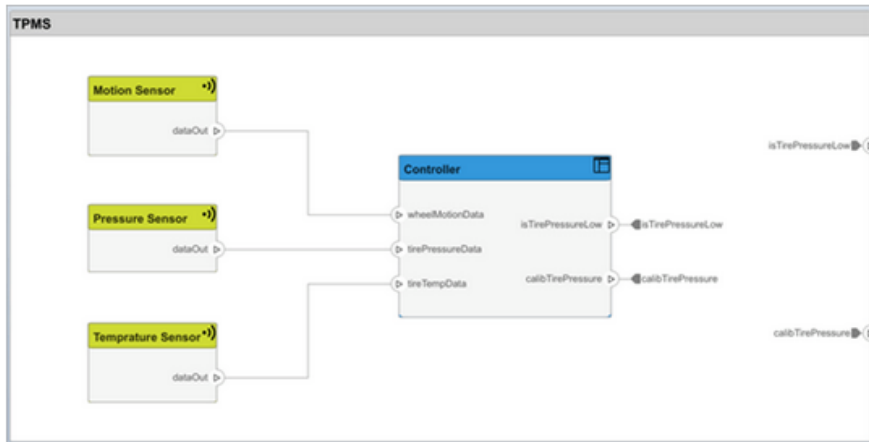 TPMS
Motion Sensor
dataOut
Pressure Sensor
dataOut
Temprature Sensor
dataOut
Controller
wheelMotionData
tirePressureData
tireTempData
isTirePressureLow
calibTirePressure
isTirePressureLow
calibTirePressure
isTirePressureLow
calibTirePressure